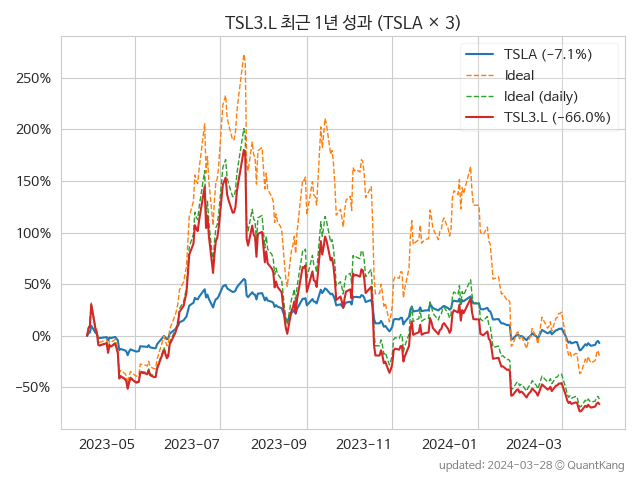 TSL3.L 최근 1년 성과 (TSLA × 3)
TSLA (−7.1%)
Ideal
Ideal (daily)
TSL3.L (−66.0%)
250%
200%
150%
100%
50%
0%
−50%
2023-05 2023-07 2023-09 2023-11 2024-01 2024-03
updated: 2024-03-28 © QuantKang